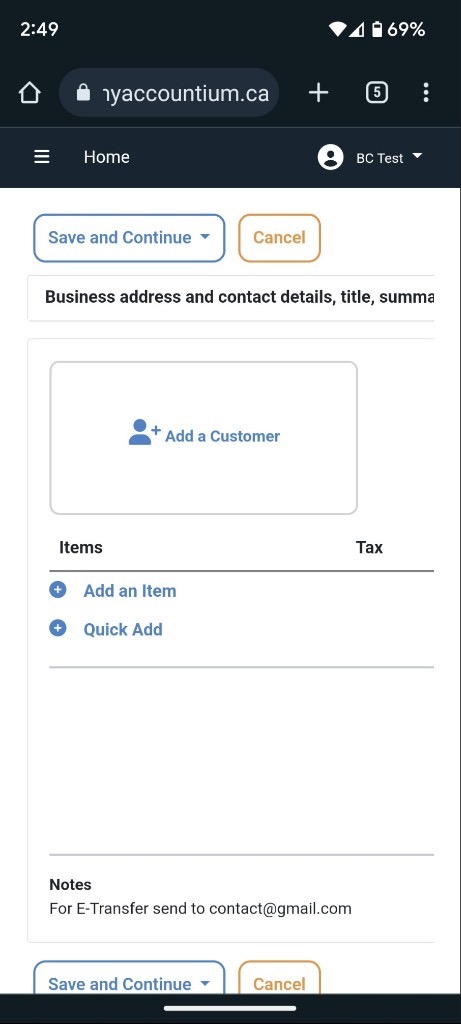 2:49
69%
nyaccountium.ca
5
Home
BC Test
Save and Continue
Cancel
Business address and contact details, title, summa
Add a Customer
Items Tax
Add an Item
Quick Add
Notes
For E-Transfer send to contact@gmail.com
Save and Continue
Cancel